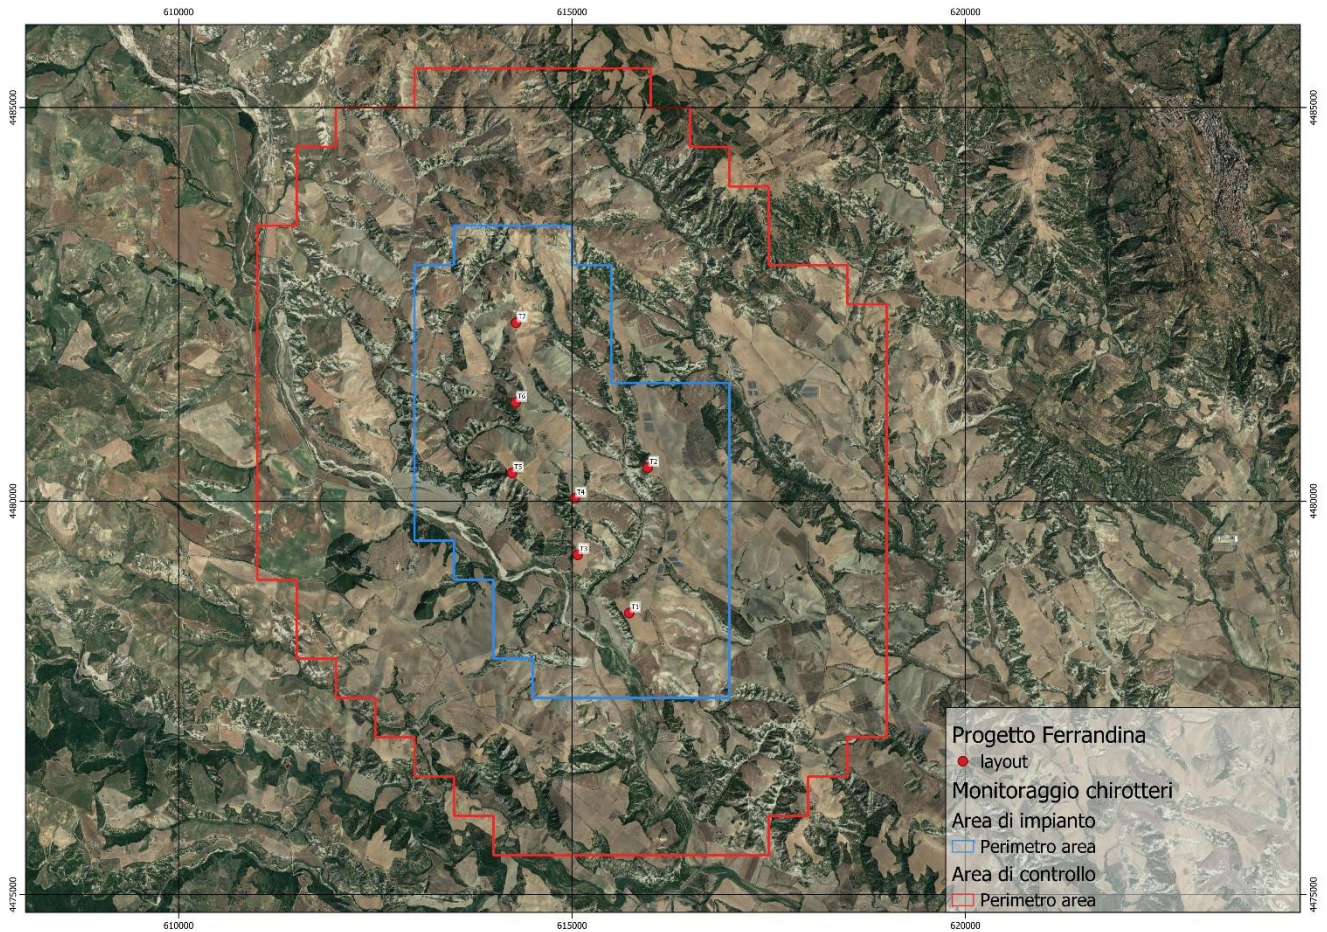 610000
615000
620000
4485000
4485000
T7
T6
T2
T5
T4
4480000
4480000
T3
T1
Progetto Ferrandina
layout
Monitoraggio chirotteri
Area di impianto
Perimetro area
Area di controllo
Perimetro area
4475000
4475000
610000
615000
620000